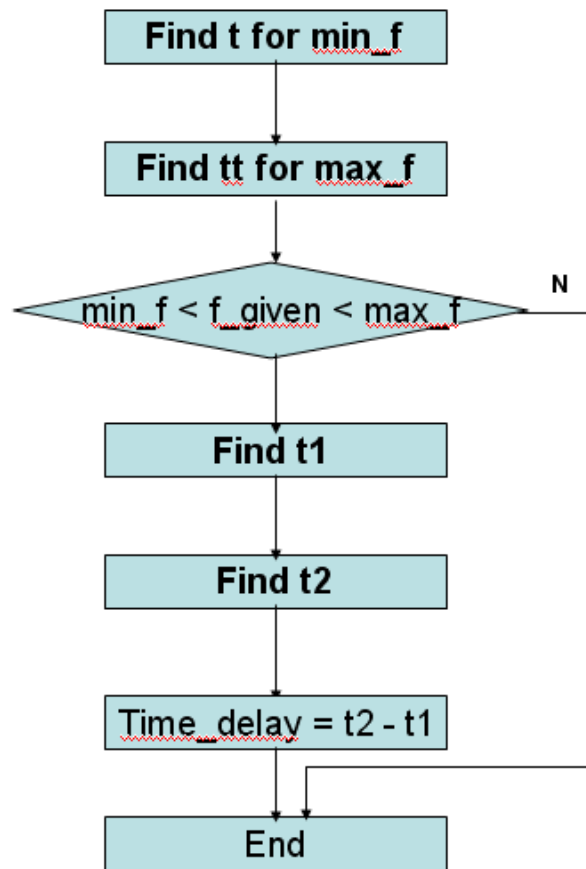 Find t for min_f
Find tt for max_f
N
min_f < f_given < max_f
Find t1
Find t2
Time_delay = t2 - t1
End